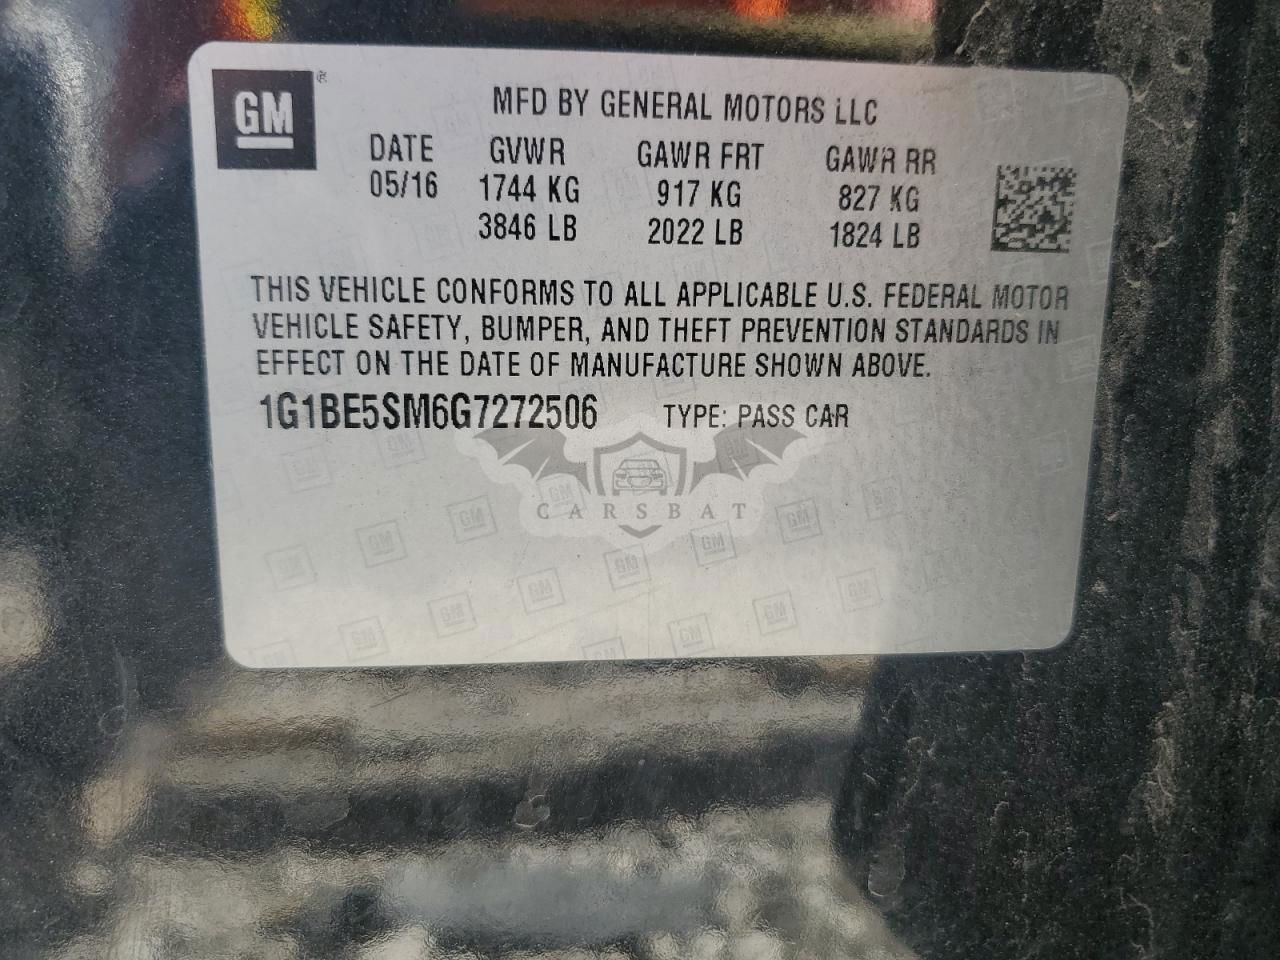 GM
MFD BY GENERAL MOTORS LLC
DATE GVWR GAWR FRT GAWR RR
05/16 1744 KG 917 KG 827 KG
3846 LB 2022 LB 1824 LB
THIS VEHICLE CONFORMS TO ALL APPLICABLE U.S. FEDERAL MOTOR
VEHICLE SAFETY, BUMPER, AND THEFT PREVENTION STANDARDS IN
EFFECT ON THE DATE OF MANUFACTURE SHOWN ABOVE.
1G1BE5SM6G7272506 TYPE: PASS CAR
CARSBAT